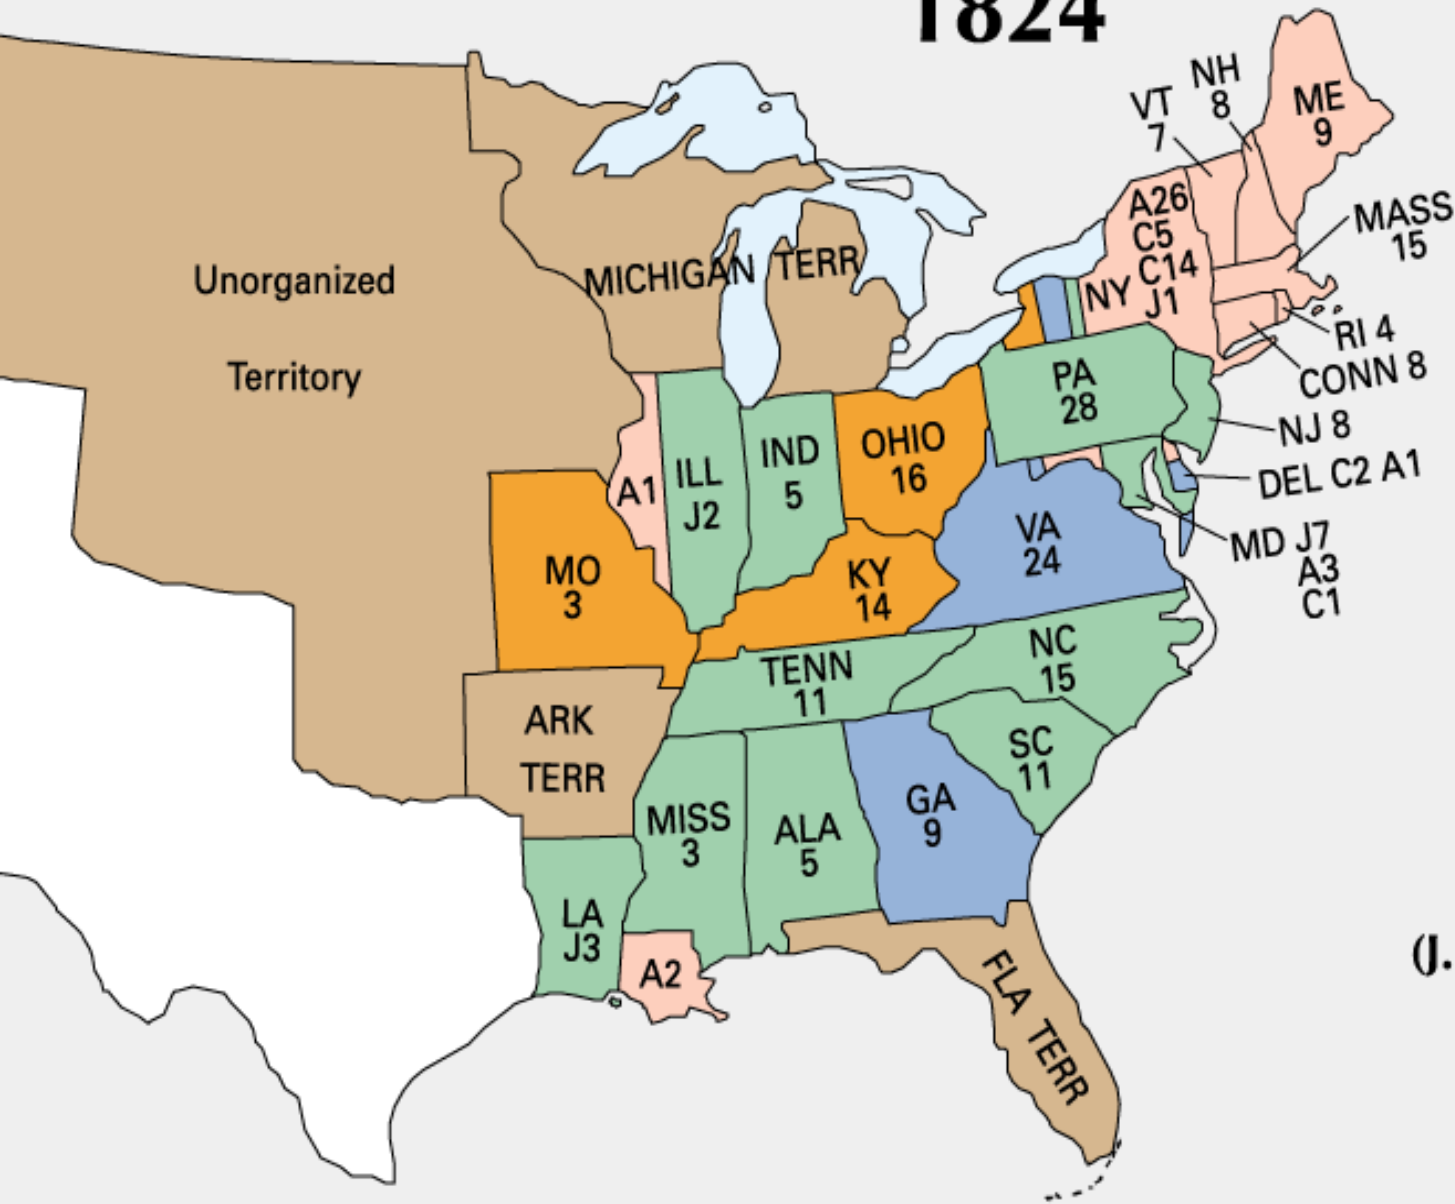 1824
NH
8
VT
7
ME
9
MASS
15
A26
C5
C14
NY J1
RI 4
CONN 8
NJ 8
DEL C2 A1
MD J7
A3
C1
PA
28
MICHIGAN TERR
Unorganized
Territory
A1
ILL
J2
IND
5
OHIO
16
MO
3
KY
14
VA
24
TENN
11
NC
15
SC
11
ARK
TERR
MISS
3
ALA
5
GA
9
LA
J3
A2
FLA TERR
(J.